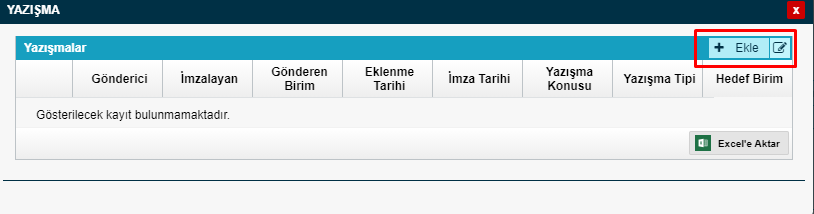 YAZIŞMA
x
Yazışmalar
+ Ekle
Gönderici İmzalayan Gönderen Birim Eklenme Tarihi İmza Tarihi Yazışma Konusu Yazışma Tipi Hedef Birim
Gösterilecek kayıt bulunmamaktadır.
Excel'e Aktar